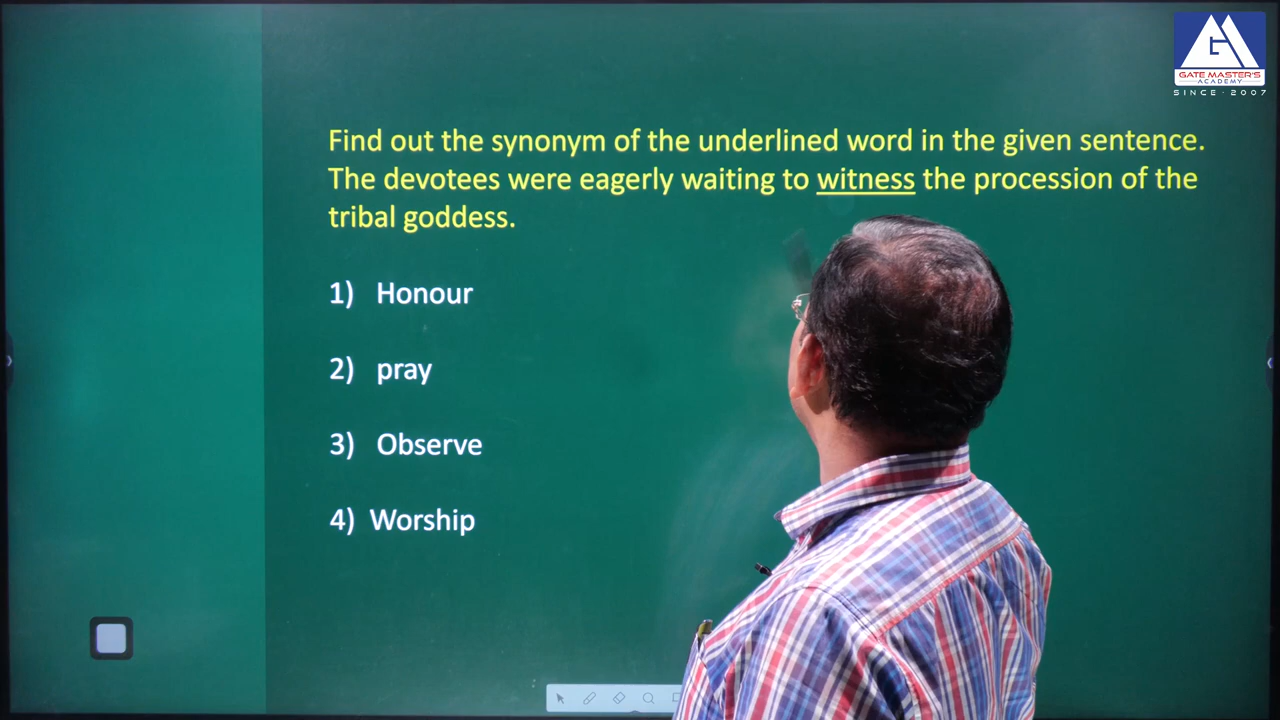 GATE MASTER'S
ACADEMY
SINCE - 2007
Find out the synonym of the underlined word in the given sentence.
The devotees were eagerly waiting to witness the procession of the
tribal goddess.
1) Honour
2) pray
3) Observe
4) Worship